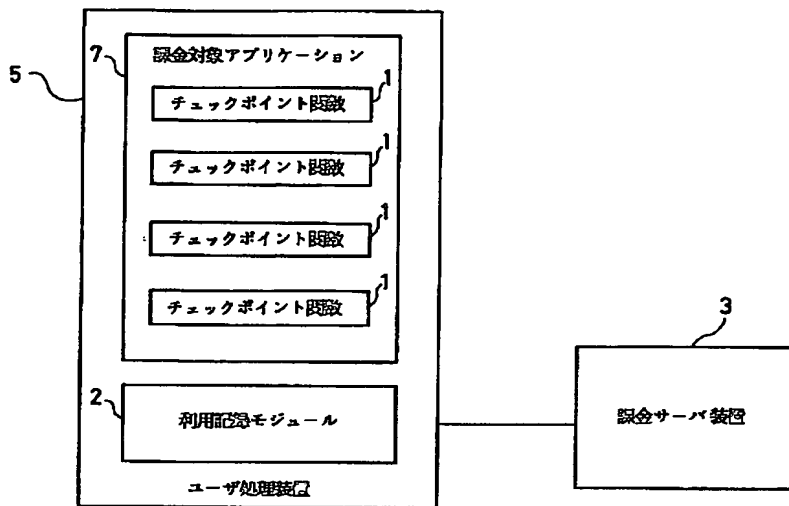 7
課金対象アプリケーション
5
チェックポイント関数
1
チェックポイント関数
1
チェックポイント関数
1
チェックポイント関数
1
3
2
利用記録モジュール
課金サーバ装置
ユーザ処理装置